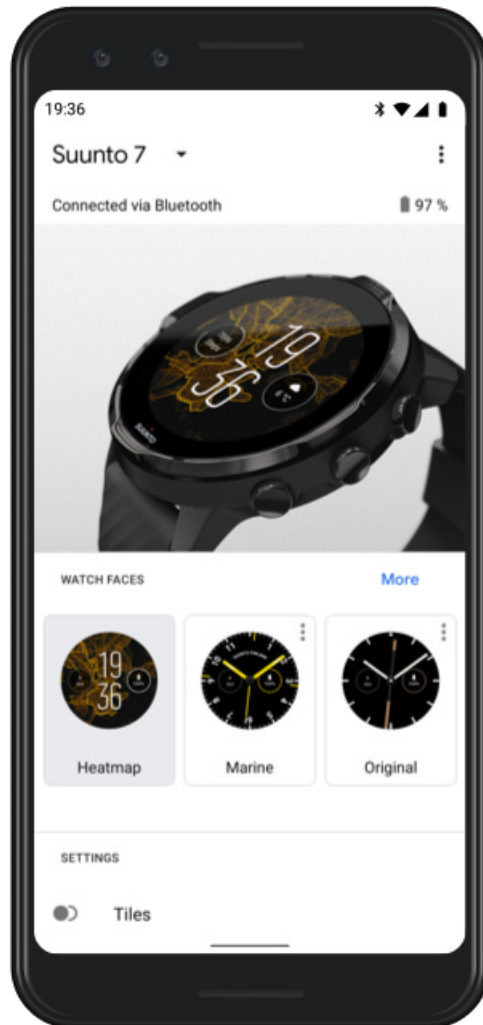 19:36
Suunto 7
Connected via Bluetooth
97 %
19
36
SUUNTO
WATCH FACES
More
19
36
Heatmap
Marine
Original
SETTINGS
Tiles